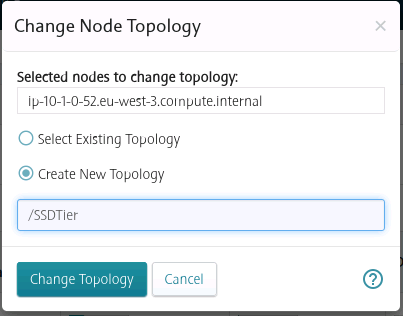 Change Node Topology
Selected nodes to change topology:
ip-10-1-0-52.eu-west-3.compute.internal
Select Existing Topology
Create New Topology
/SSDTier
Change Topology
Cancel